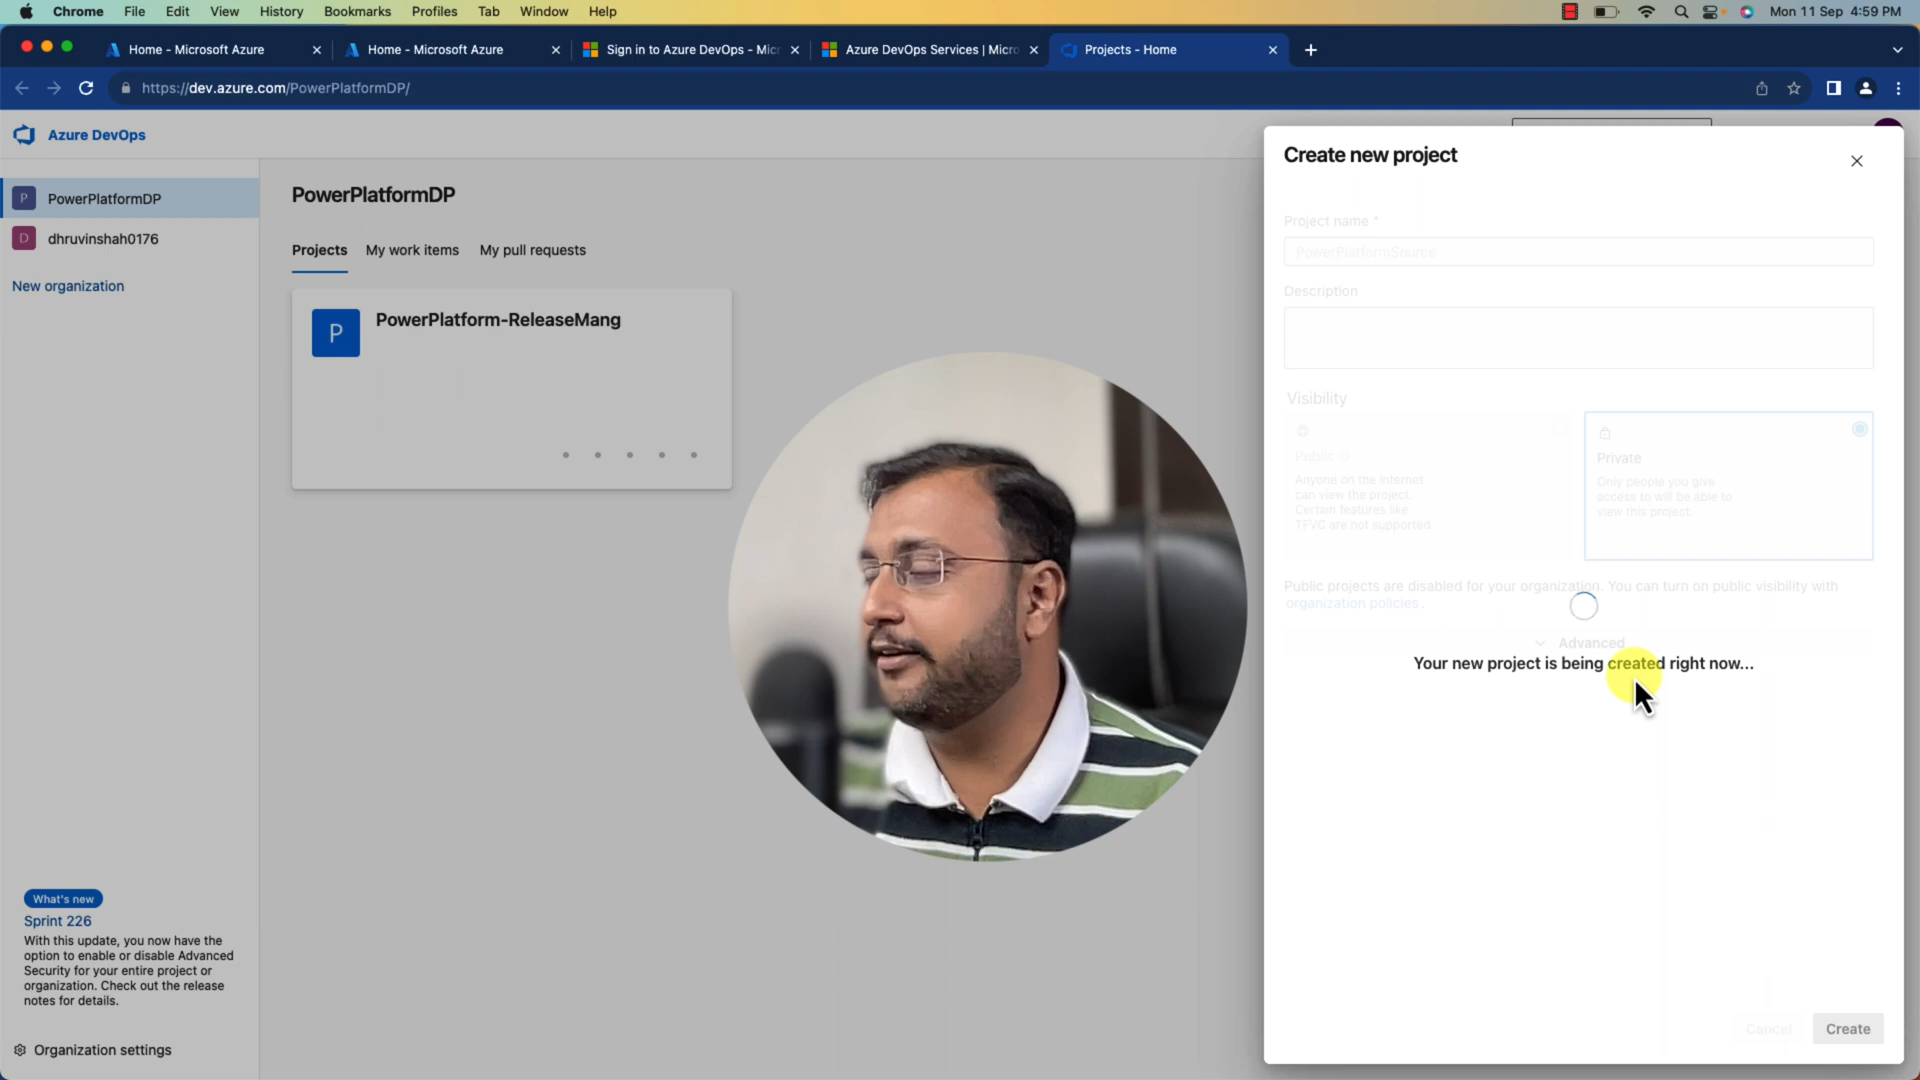 Chrome File Edit View History Bookmarks Profiles Tab Window Help
Mon 11 Sep 4:59 PM
Home - Microsoft Azure
Home - Microsoft Azure
Sign in to Azure DevOps - Mic
Azure DevOps Services | Micro
Projects - Home
https://dev.azure.com/PowerPlatformDP/
Azure DevOps
P PowerPlatformDP
D dhruvinshah0176
New organization
What's new
Sprint 226
With this update, you now have the
option to enable or disable Advanced
Security for your entire project or
organization. Check out the release
notes for details.
Organization settings
PowerPlatformDP
Projects My work items My pull requests
P PowerPlatform-ReleaseMang
Create new project
Project name *
PowerPlatformSource
Description
Visibility
Public
Anyone on the internet
can view the project.
Certain features like
TFVC are not supported.
Private
Only people you give
access to will be able to
view this project.
Public projects are disabled for your organization. You can turn on public visibility with
organization policies.
Advanced
Your new project is being created right now...
Cancel Create